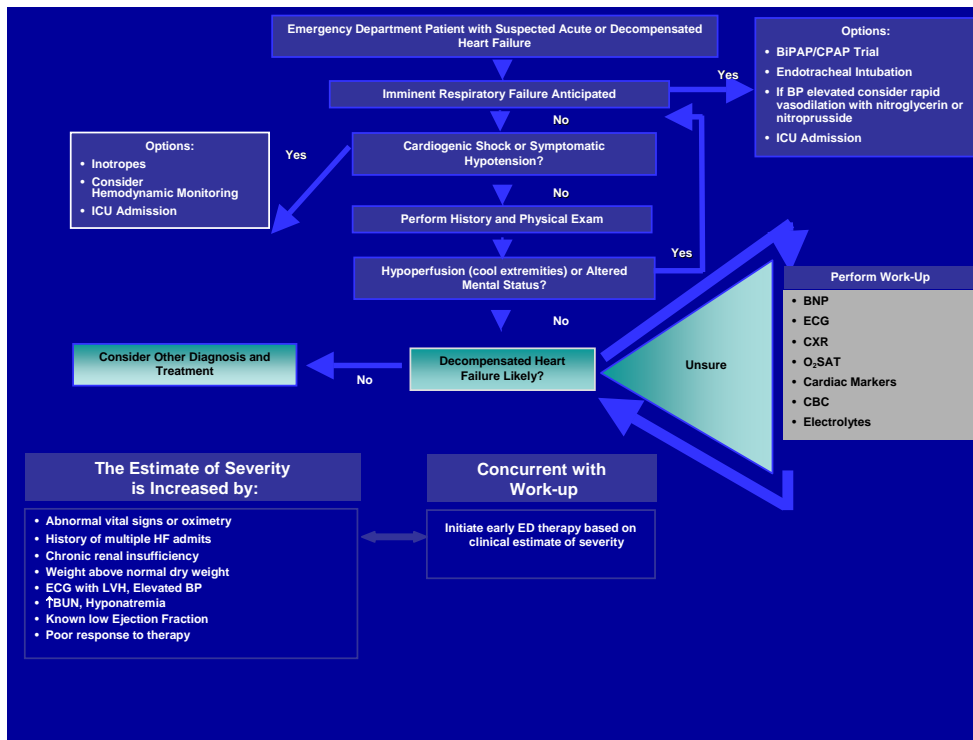 Emergency Department Patient with Suspected Acute or Decompensated
Heart Failure
Yes
Options:
• BiPAP/CPAP Trial
• Endotracheal Intubation
• If BP elevated consider rapid
vasodilation with nitroglycerin or
nitroprusside
• ICU Admission
Imminent Respiratory Failure Anticipated
No
Cardiogenic Shock or Symptomatic
Hypotension?
Yes
Options:
• Inotropes
• Consider
Hemodynamic Monitoring
• ICU Admission
No
Perform History and Physical Exam
Yes
Hypoperfusion (cool extremities) or Altered
Mental Status?
No
Decompensated Heart
Failure Likely?
No
Consider Other Diagnosis and
Treatment
Unsure
Perform Work-Up
• BNP
• ECG
• CXR
• O₂SAT
• Cardiac Markers
• CBC
• Electrolytes
The Estimate of Severity
is Increased by:
• Abnormal vital signs or oximetry
• History of multiple HF admits
• Chronic renal insufficiency
• Weight above normal dry weight
• ECG with LVH, Elevated BP
• ↑BUN, Hyponatremia
• Known low Ejection Fraction
• Poor response to therapy
Concurrent with
Work-up
Initiate early ED therapy based on
clinical estimate of severity